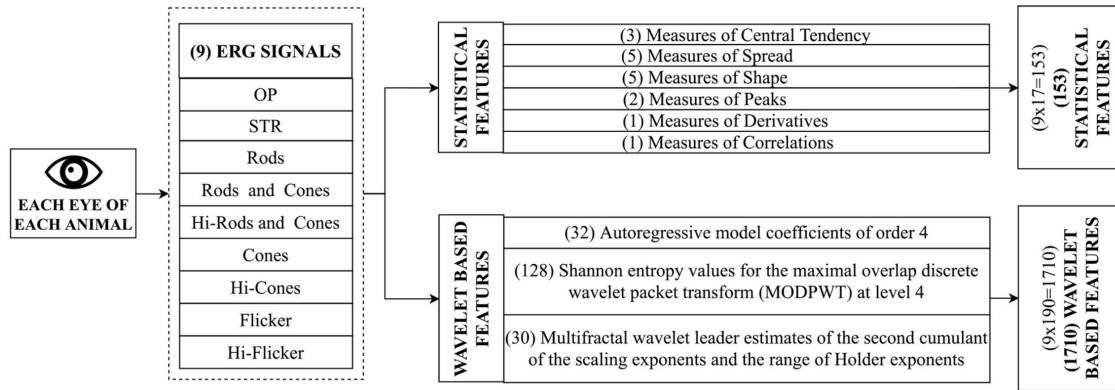 EACH EYE OF
EACH ANIMAL
(9) ERG SIGNALS
OP
STR
Rods
Rods and Cones
Hi-Rods and Cones
Cones
Hi-Cones
Flicker
Hi-Flicker
STATISTICAL
FEATURES
(3) Measures of Central Tendency
(5) Measures of Spread
(5) Measures of Shape
(2) Measures of Peaks
(1) Measures of Derivatives
(1) Measures of Correlations
(9x17=153)
(153)
STATISTICAL
FEATURES
WAVELET BASED
FEATURES
(32) Autoregressive model coefficients of order 4
(128) Shannon entropy values for the maximal overlap discrete
wavelet packet transform (MODPWT) at level 4
(30) Multifractal wavelet leader estimates of the second cumulant
of the scaling exponents and the range of Holder exponents
(9x190=1710)
(1710) WAVELET
BASED FEATURES